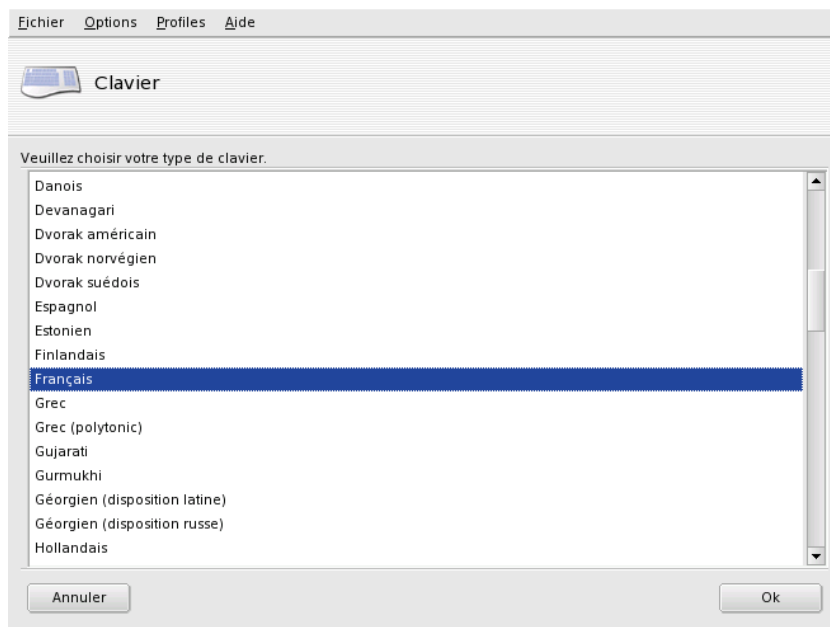 Fichier Options Profiles Aide
Clavier
Veuillez choisir votre type de clavier.
Danois
Devanagari
Dvorak américain
Dvorak norvégien
Dvorak suédois
Espagnol
Estonien
Finlandais
Français
Grec
Grec (polytonic)
Gujarati
Gurmukhi
Géorgien (disposition latine)
Géorgien (disposition russe)
Hollandais
Annuler Ok